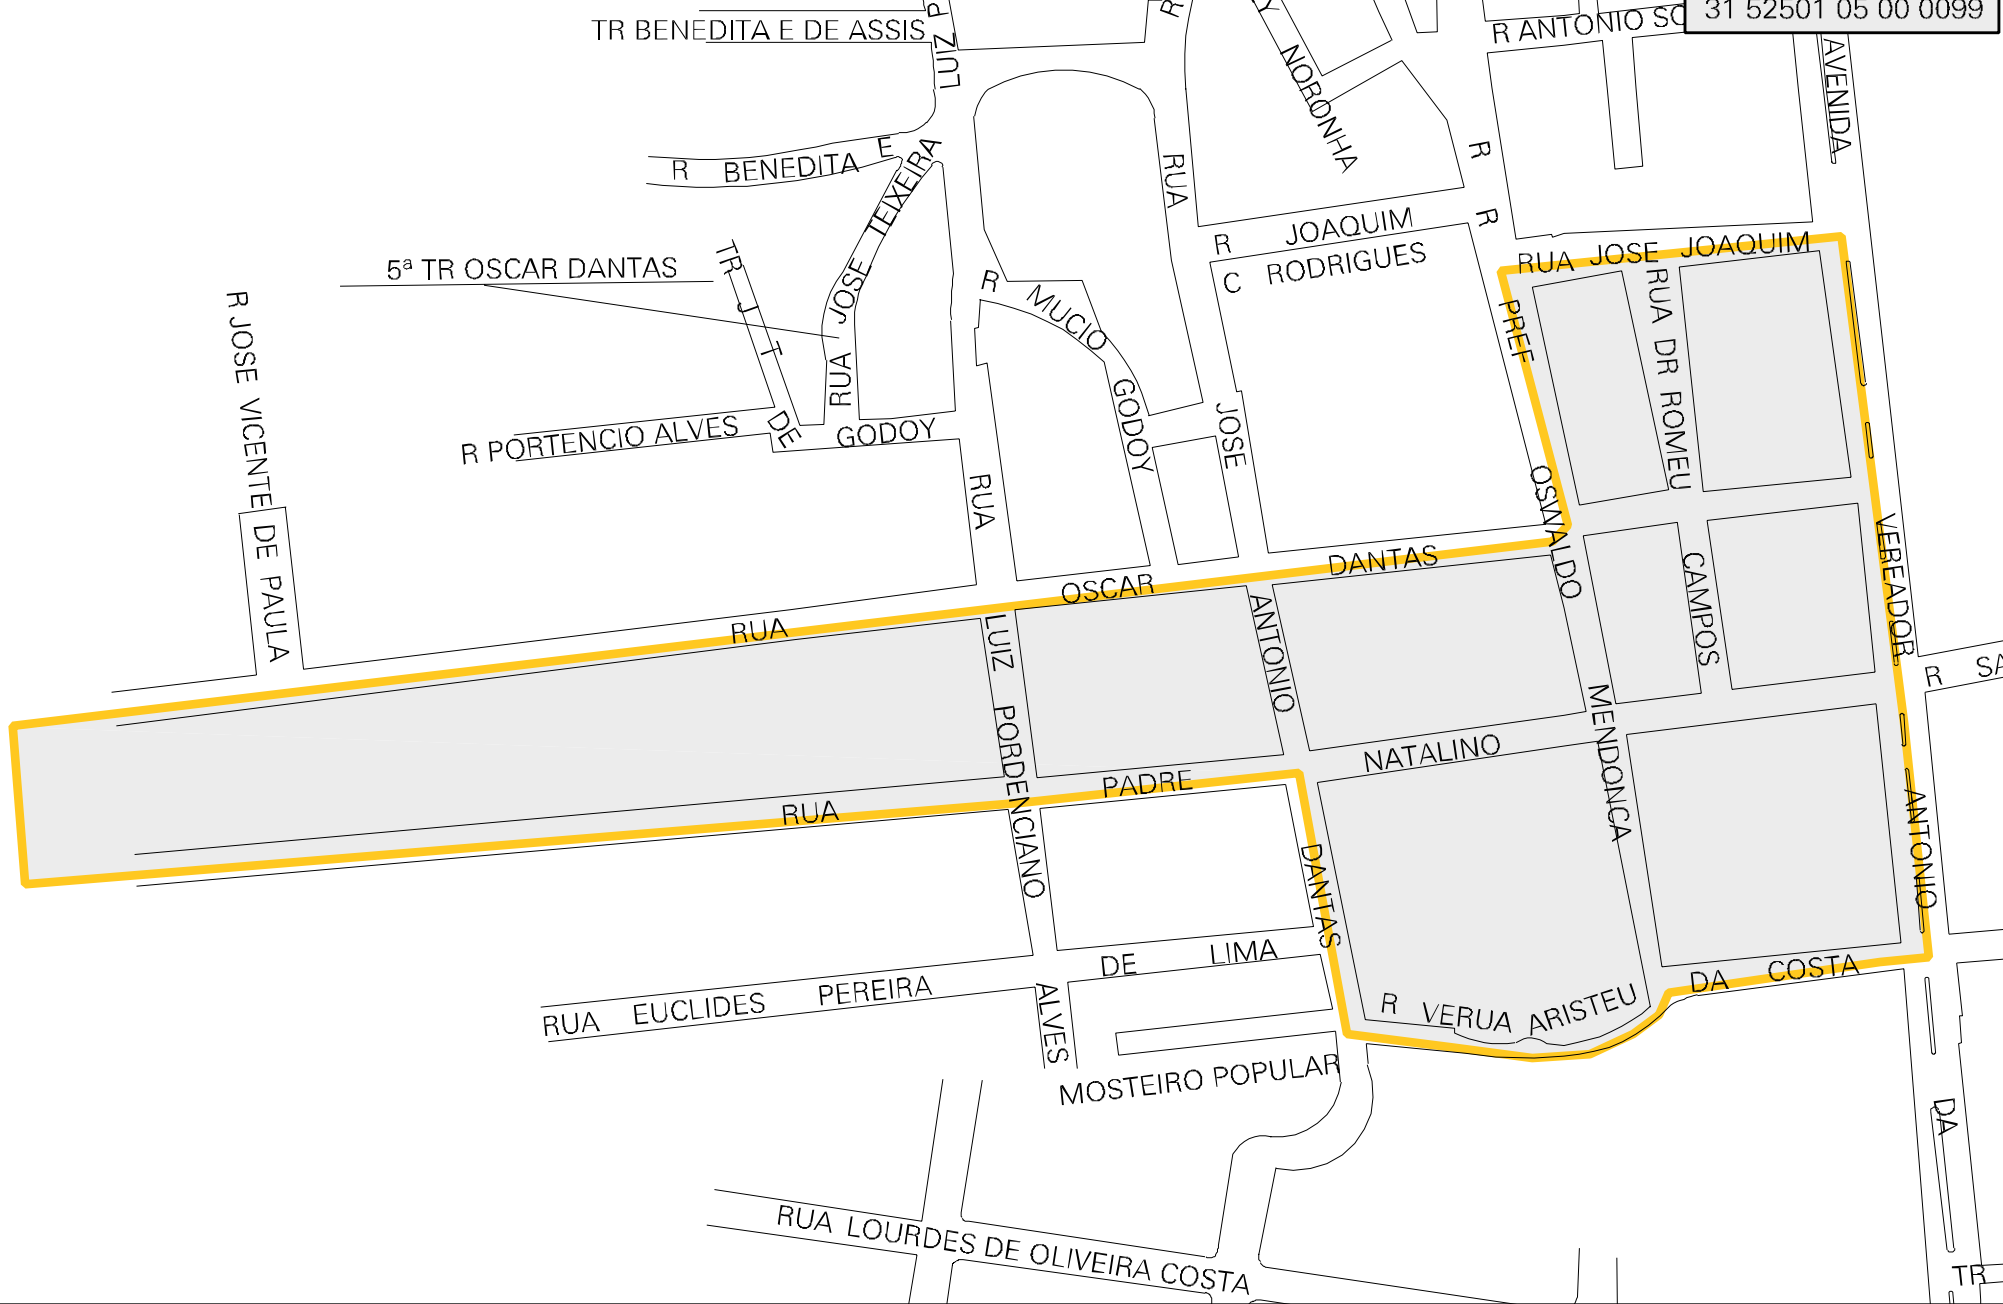 31 52501 05 00 0099
TR BENEDITA E DE ASSIS
LUIZ P
R
Y
NORONHA
R ANTONIO SO
AVENIDA
R BENEDITA E
RUA JOSE TEIXEIRA
RUA
R
R
R JOAQUIM
C RODRIGUES
5ª TR OSCAR DANTAS
TR J T DE
R MUCIO
GODOY
RUA JOSE JOAQUIM
PREF
RUA DR ROMEU
R JOSE VICENTE DE PAULA
R PORTENCIO ALVES
GODOY
JOSE
RUA
OSWALDO
CAMPOS
VEREADOR
RUA OSCAR DANTAS
LUIZ PORDENCIANO
ANTONIO
MENDONCA
R SA
NATALINO
RUA PADRE
ANTONIO
DANTAS
RUA EUCLIDES PEREIRA DE LIMA
ALVES
R VERUA ARISTEU DA COSTA
MOSTEIRO POPULAR
DA
RUA LOURDES DE OLIVEIRA COSTA
TR